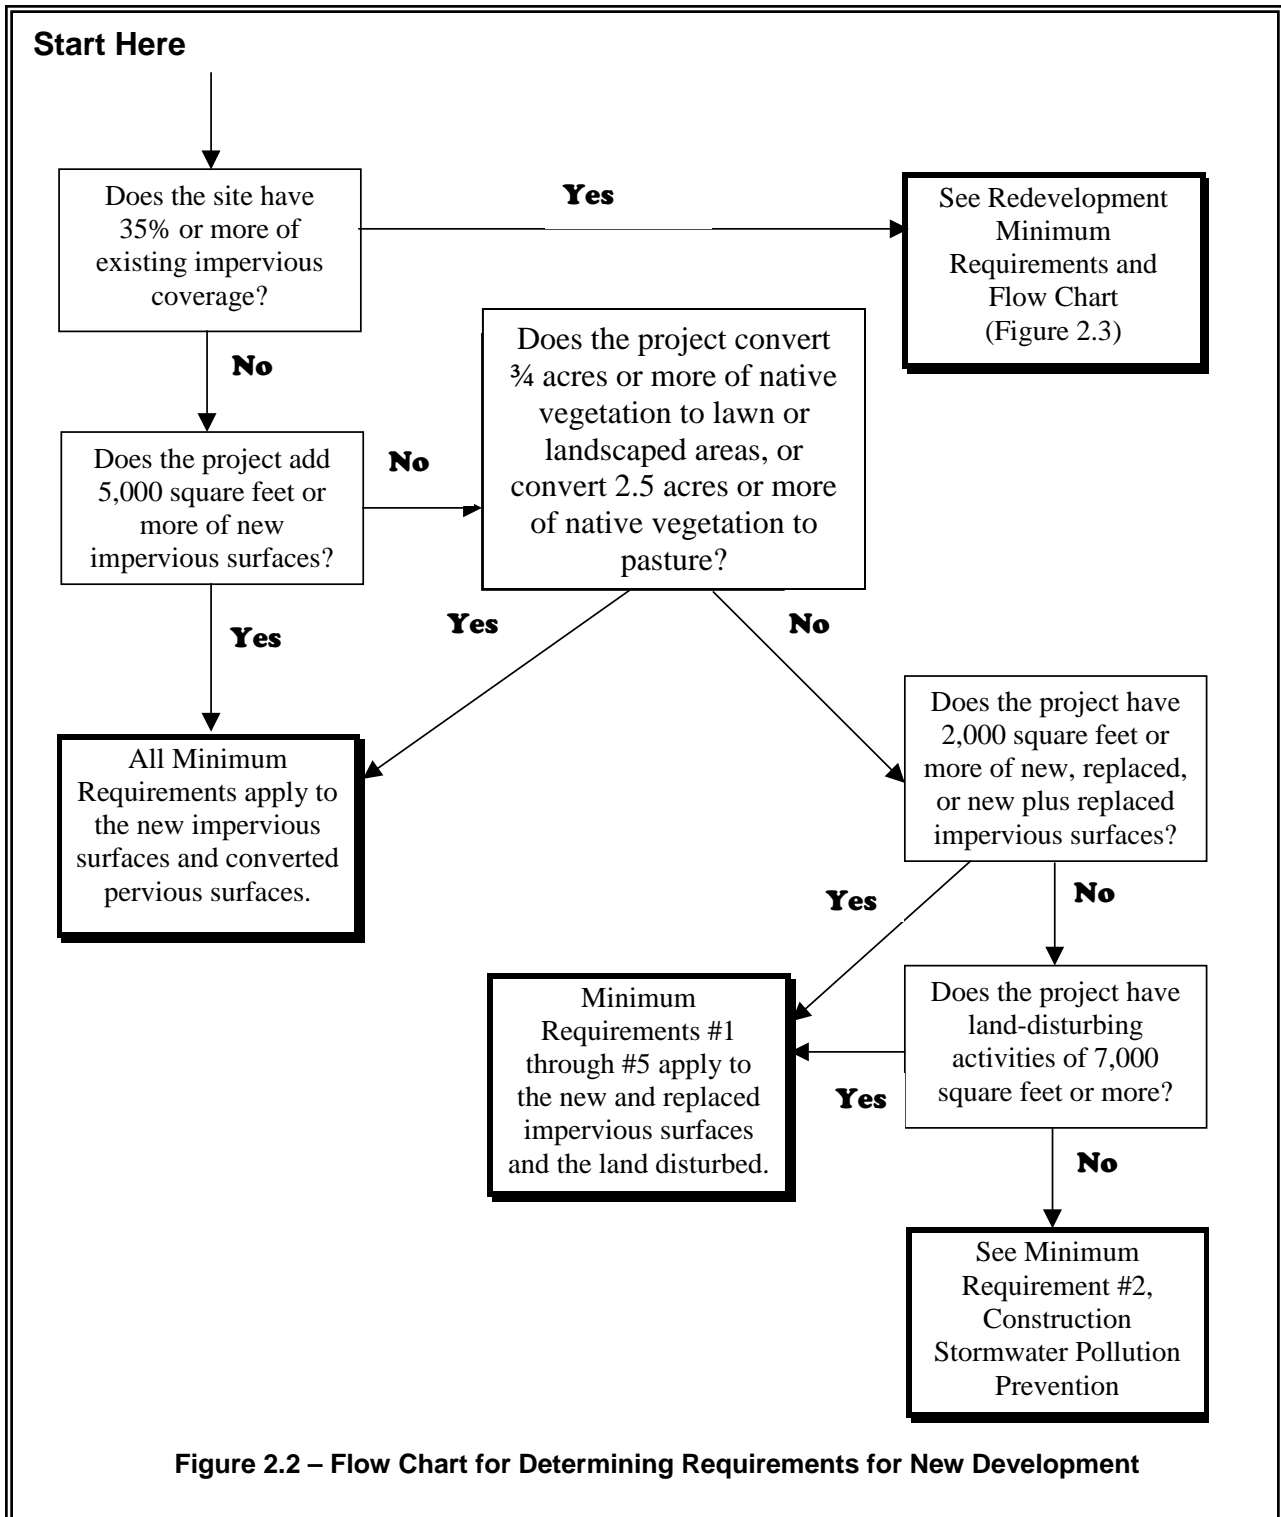 Start Here
Does the site have
35% or more of
existing impervious
coverage?
Yes
See Redevelopment
Minimum
Requirements and
Flow Chart
(Figure 2.3)
No
Does the project add
5,000 square feet or
more of new
impervious surfaces?
No
Does the project convert
¾ acres or more of native
vegetation to lawn or
landscaped areas, or
convert 2.5 acres or more
of native vegetation to
pasture?
Yes
Yes
No
All Minimum
Requirements apply to
the new impervious
surfaces and converted
pervious surfaces.
Does the project have
2,000 square feet or
more of new, replaced,
or new plus replaced
impervious surfaces?
Yes
No
Minimum
Requirements #1
through #5 apply to
the new and replaced
impervious surfaces
and the land disturbed.
Does the project have
land-disturbing
activities of 7,000
square feet or more?
Yes
No
See Minimum
Requirement #2,
Construction
Stormwater Pollution
Prevention
Figure 2.2 – Flow Chart for Determining Requirements for New Development